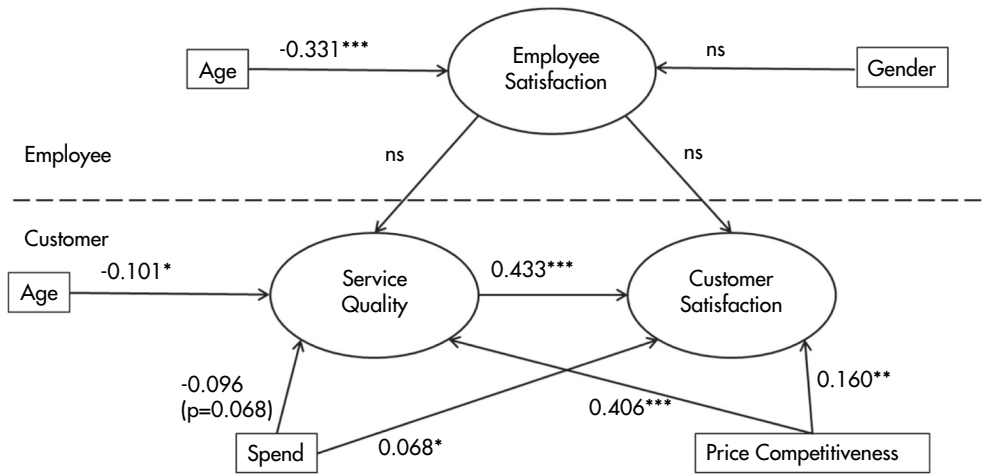 -0.331***
Employee
Satisfaction
ns
Age
Gender
Employee
ns
ns
Customer
-0.101*
Age
Service
Quality
0.433***
Customer
Satisfaction
-0.096
(p=0.068)
0.406***
0.160**
Spend
0.068*
Price Competitiveness